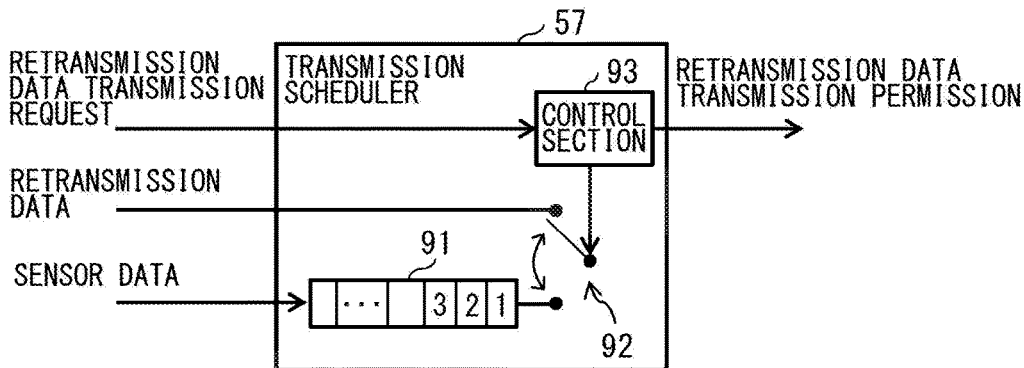 57
RETRANSMISSION
DATA TRANSMISSION
REQUEST
TRANSMISSION
SCHEDULER
93
CONTROL
SECTION
RETRANSMISSION DATA
TRANSMISSION PERMISSION
RETRANSMISSION
DATA
SENSOR DATA
91
... 3 2 1
92